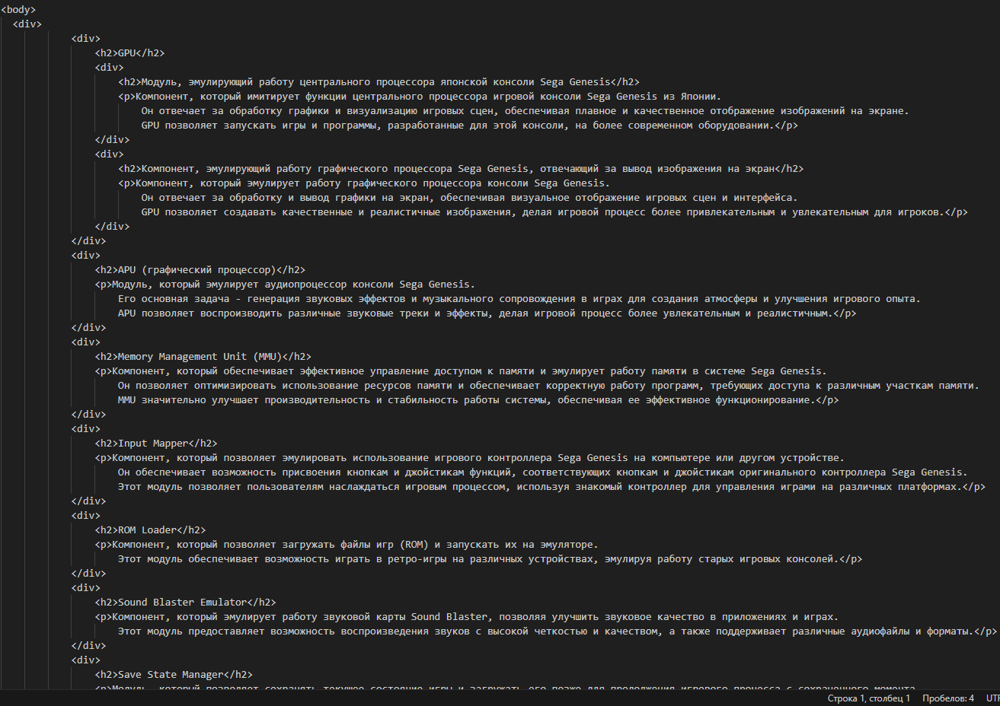 <body>
<div>
<div>
<h2>GPU</h2>
<div>
<h2>Модуль, эмулирующий работу центрального процессора японской консоли Sega Genesis</h2>
<p>Компонент, который имитирует функции центрального процессора игровой консоли Sega Genesis из Японии.
Он отвечает за обработку графики и визуализацию игровых сцен, обеспечивая плавное и качественное отображение изображений на экране.
GPU позволяет запускать игры и программы, разработанные для этой консоли, на более современном оборудовании.</p>
</div>
<div>
<h2>Компонент, эмулирующий работу графического процессора Sega Genesis, отвечающий за вывод изображения на экран</h2>
<p>Компонент, который эмулирует работу графического процессора консоли Sega Genesis.
Он отвечает за обработку и вывод графики на экран, обеспечивая визуальное отображение игровых сцен и интерфейса.
GPU позволяет создавать качественные и реалистичные изображения, делая игровой процесс более привлекательным и увлекательным для игроков.</p>
</div>
</div>
<div>
<h2>APU (графический процессор)</h2>
<p>Модуль, который эмулирует аудиопроцессор консоли Sega Genesis.
Его основная задача - генерация звуковых эффектов и музыкального сопровождения в играх для создания атмосферы и улучшения игрового опыта.
APU позволяет воспроизводить различные звуковые треки и эффекты, делая игровой процесс более увлекательным и реалистичным.</p>
</div>
<div>
<h2>Memory Management Unit (MMU)</h2>
<p>Компонент, который обеспечивает эффективное управление доступом к памяти и эмулирует работу памяти в системе Sega Genesis.
Он позволяет оптимизировать использование ресурсов памяти и обеспечивает корректную работу программ, требующих доступа к различным участкам памяти.
MMU значительно улучшает производительность и стабильность работы системы, обеспечивая ее эффективное функционирование.</p>
</div>
<div>
<h2>Input Mapper</h2>
<p>Компонент, который позволяет эмулировать использование игрового контроллера Sega Genesis на компьютере или другом устройстве.
Он обеспечивает возможность присвоения кнопкам и джойстикам функций, соответствующих кнопкам и джойстикам оригинального контроллера Sega Genesis.
Этот модуль позволяет пользователям наслаждаться игровым процессом, используя знакомый контроллер для управления играми на различных платформах.</p>
</div>
<div>
<h2>ROM Loader</h2>
<p>Компонент, который позволяет загружать файлы игр (ROM) и запускать их на эмуляторе.
Этот модуль обеспечивает возможность играть в ретро-игры на различных устройствах, эмулируя работу старых игровых консолей.</p>
</div>
<div>
<h2>Sound Blaster Emulator</h2>
<p>Компонент, который эмулирует работу звуковой карты Sound Blaster, позволяя улучшить звуковое качество в приложениях и играх.
Этот модуль предоставляет возможность воспроизведения звуков с высокой четкостью и качеством, а также поддерживает различные аудиофайлы и форматы.</p>
</div>
<div>
<h2>Save State Manager</h2>
<p>Модуль, который позволяет сохранять текущее состояние игры и загружать его позже для продолжения игрового процесса с сохраненного момента.
Строка 1, столбец 1 Пробелов: 4 UTF